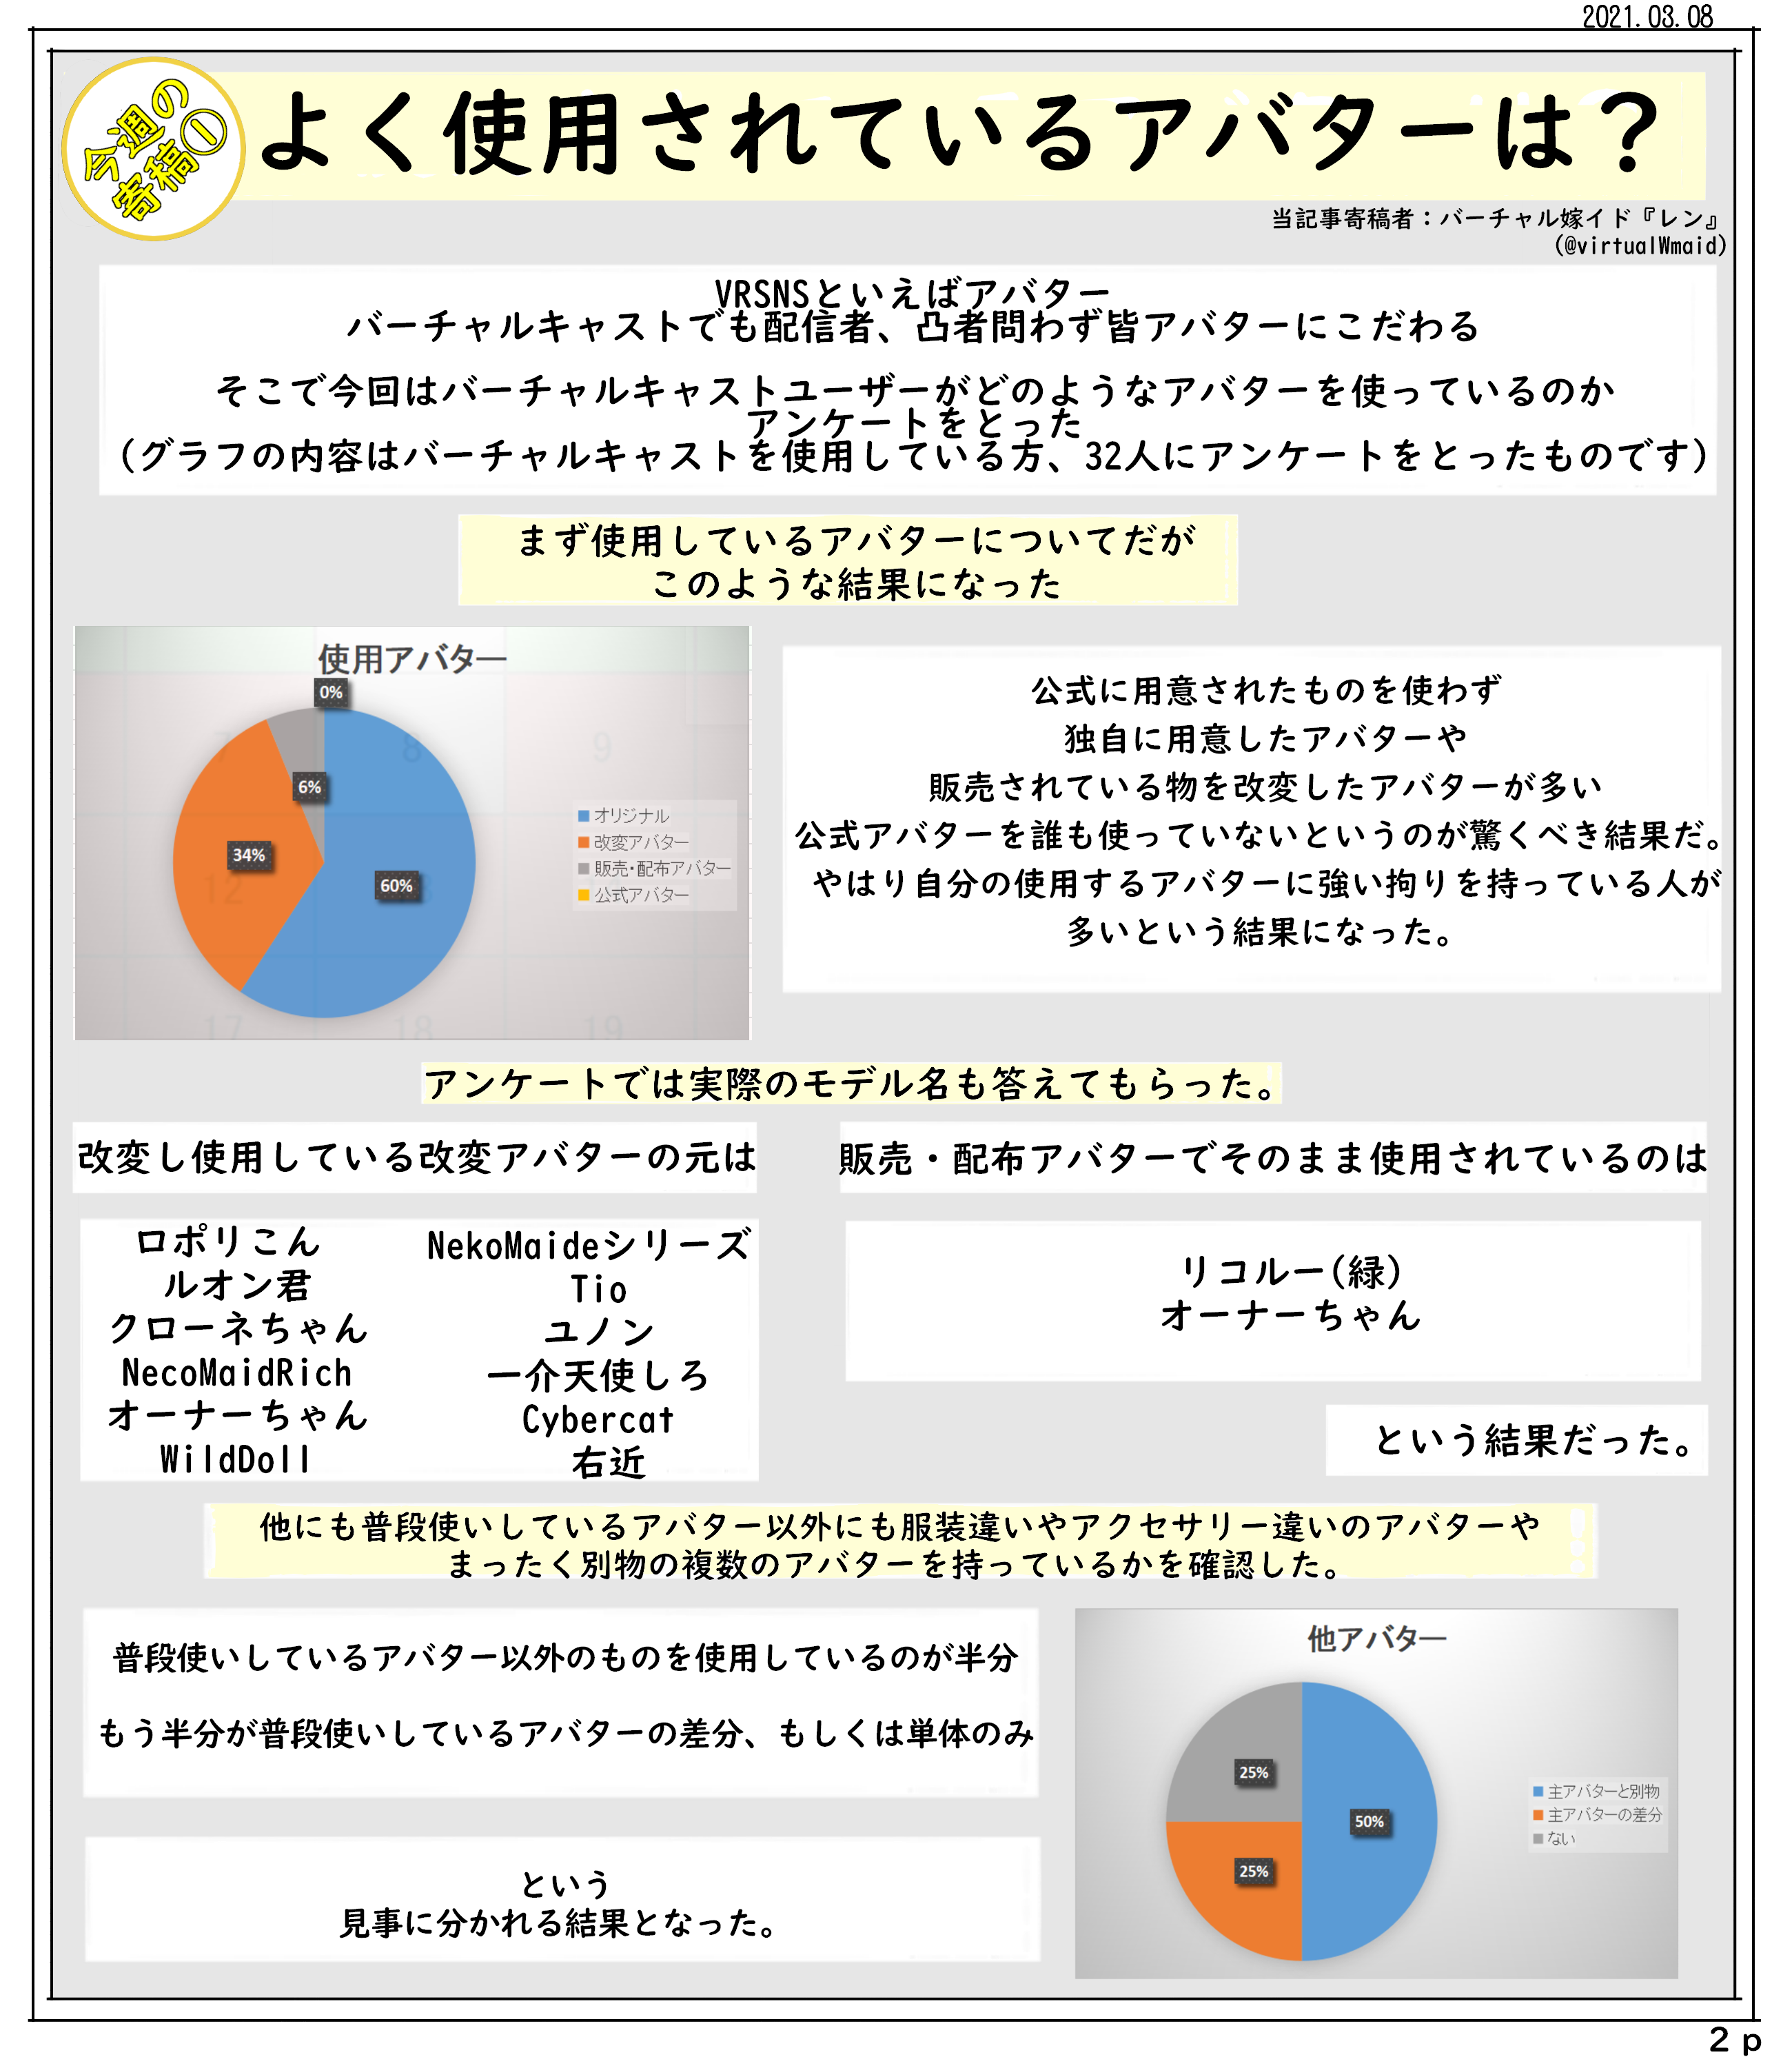 2021.03.08
今週の
寄稿①
よく使用されているアバターは？
当記事寄稿者：バーチャル嫁イド『レン』
(@virtualWmaid)
VRSNSといえばアバター
バーチャルキャストでも配信者、凸者問わず皆アバターにこだわる
そこで今回はバーチャルキャストユーザーがどのようなアバターを使っているのか
アンケートをとった
（グラフの内容はバーチャルキャストを使用している方、32人にアンケートをとったものです）
まず使用しているアバターについてだが
このような結果になった
使用アバター
0%
6%
34%
60%
オリジナル
改変アバター
販売・配布アバター
公式アバター
7
8
9
12
17
18
19
公式に用意されたものを使わず
独自に用意したアバターや
販売されている物を改変したアバターが多い
公式アバターを誰も使っていないというのが驚くべき結果だ。
やはり自分の使用するアバターに強い拘りを持っている人が
多いという結果になった。
アンケートでは実際のモデル名も答えてもらった。
改変し使用している改変アバターの元は
ロポリこん
ルオン君
クローネちゃん
NecoMaidRich
オーナーちゃん
WildDoll
NekoMaideシリーズ
Tio
ユノン
一介天使しろ
Cybercat
右近
販売・配布アバターでそのまま使用されているのは
リコルー(緑)
オーナーちゃん
という結果だった。
他にも普段使いしているアバター以外にも服装違いやアクセサリー違いのアバターや
まったく別物の複数のアバターを持っているかを確認した。
普段使いしているアバター以外のものを使用しているのが半分
もう半分が普段使いしているアバターの差分、もしくは単体のみ
という
見事に分かれる結果となった。
他アバター
25%
50%
25%
主アバターと別物
主アバターの差分
ない
2p